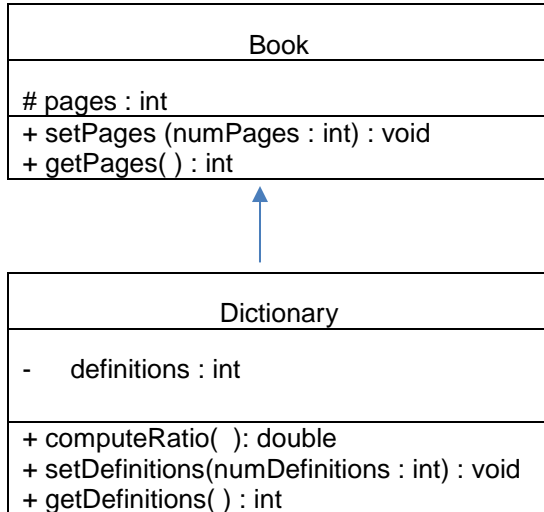 Book
# pages : int
+ setPages (numPages : int) : void
+ getPages( ) : int
Dictionary
- definitions : int
+ computeRatio( ): double
+ setDefinitions(numDefinitions : int) : void
+ getDefinitions( ) : int